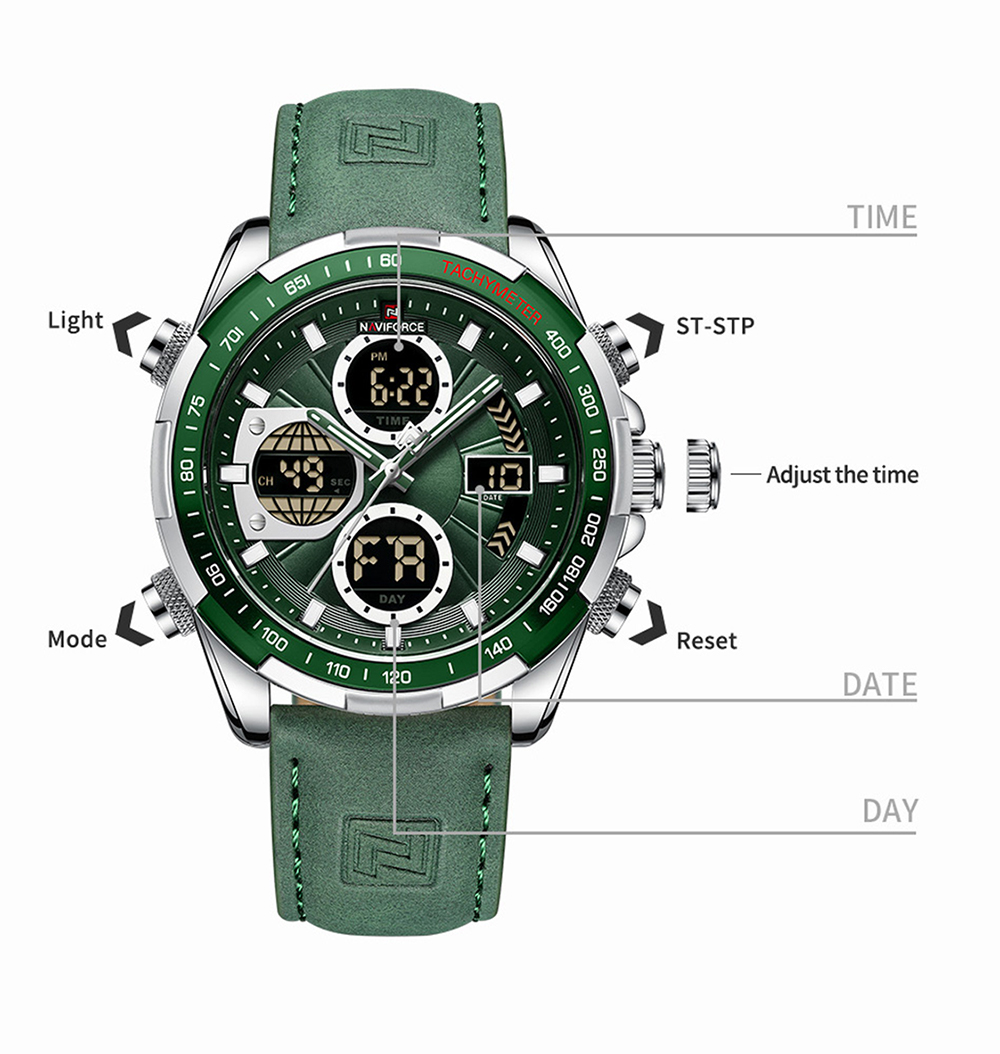 TIME
60
65
TACHYMETER
70
400
NAVIFORCE
Light
ST-STP
PM
6:22
TIME
75
300
80
CH 49 SEC
10
DATE
250
Adjust the time
200
FA
DAY
90
180
160
Mode
Reset
100
140
110
120
DATE
DAY